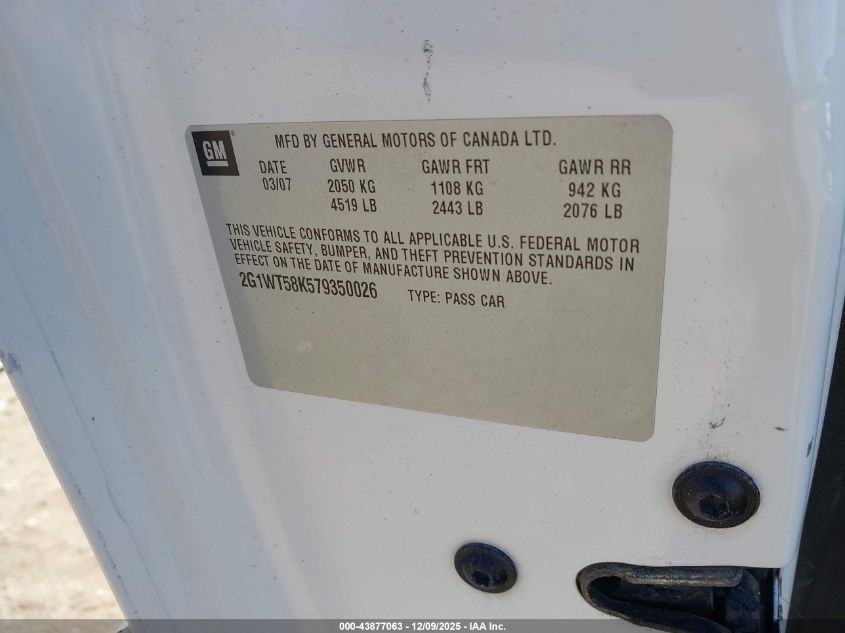 GM
MFD BY GENERAL MOTORS OF CANADA LTD.
DATE GVWR GAWR FRT GAWR RR
03/07 2050 KG 1108 KG 942 KG
4519 LB 2443 LB 2076 LB
THIS VEHICLE CONFORMS TO ALL APPLICABLE U.S. FEDERAL MOTOR
VEHICLE SAFETY, BUMPER, AND THEFT PREVENTION STANDARDS IN
EFFECT ON THE DATE OF MANUFACTURE SHOWN ABOVE.
2G1WT58K579350026 TYPE: PASS CAR
000-43877063 - 12/09/2025 - IAA Inc.